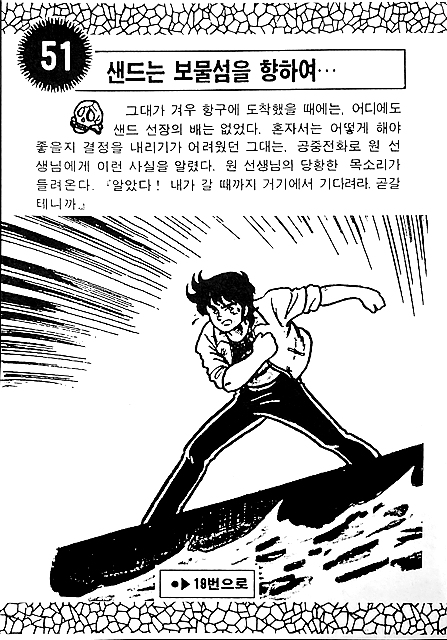 51
샌드는 보물섬을 향하여…
그대가 겨우 항구에 도착했을 때에는, 어디에도
샌드 선장의 배는 없었다. 혼자서는 어떻게 해야
좋을지 결정을 내리기가 어려웠던 그대는, 공중전화로 원 선
생님에게 이런 사실을 알렸다. 원 선생님의 당황한 목소리가
들려온다. 『알았다! 내가 갈 때까지 거기에서 기다려라. 곧갈
테니까.』
●▶ 18번으로